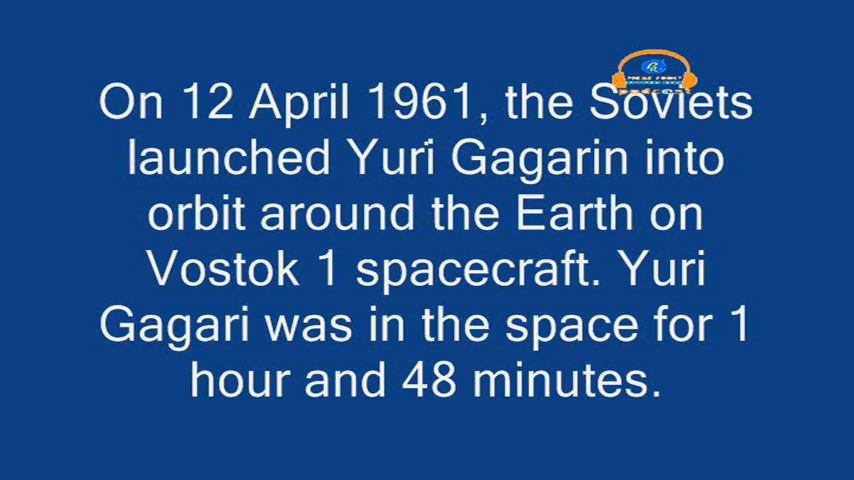 On 12 April 1961, the Soviets
launched Yuri Gagarin into
orbit around the Earth on
Vostok 1 spacecraft. Yuri
Gagari was in the space for 1
hour and 48 minutes.